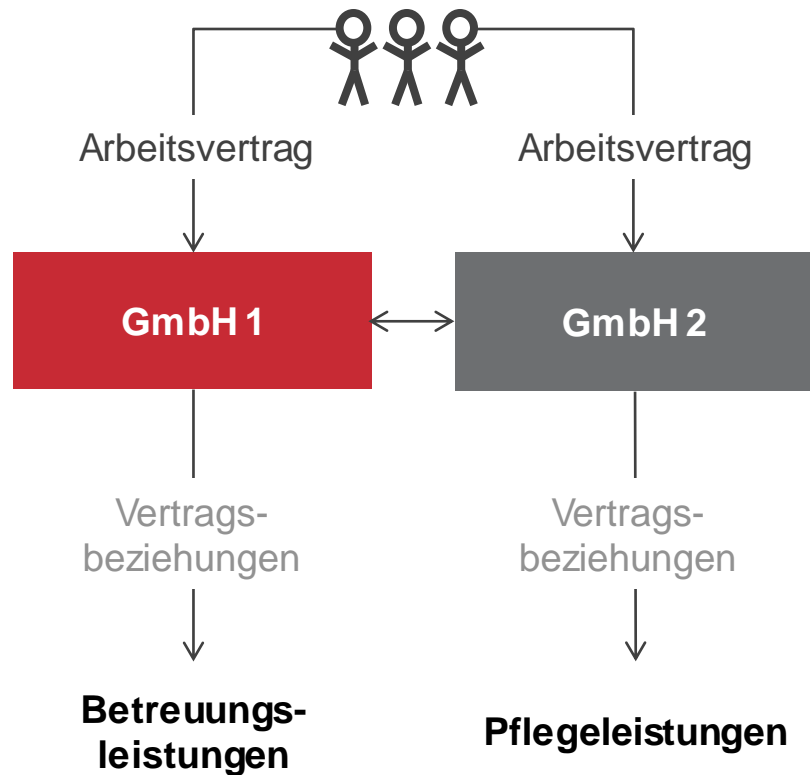 Arbeitsvertrag
Arbeitsvertrag
GmbH 1
GmbH 2
Vertrags-
beziehungen
Vertrags-
beziehungen
Betreuungs-
leistungen
Pflegeleistungen